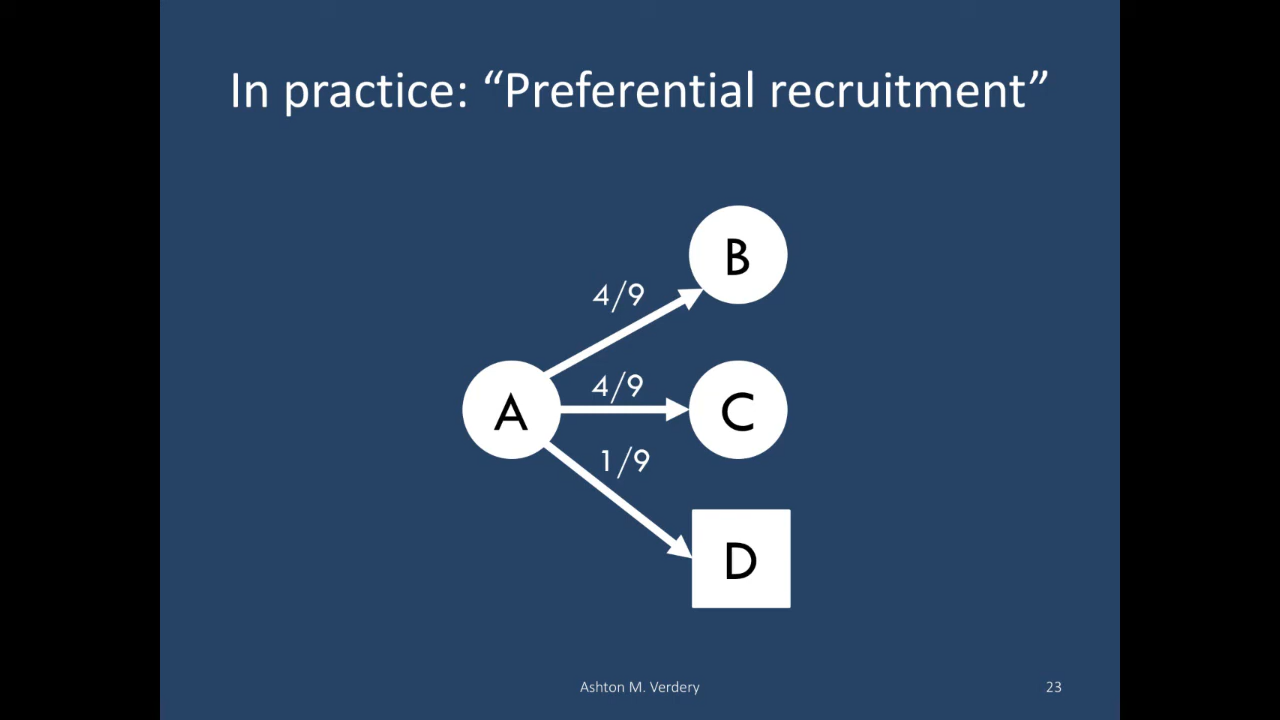 In practice: “Preferential recruitment”
B
4/9
A
4/9
C
1/9
D
Ashton M. Verdery
23